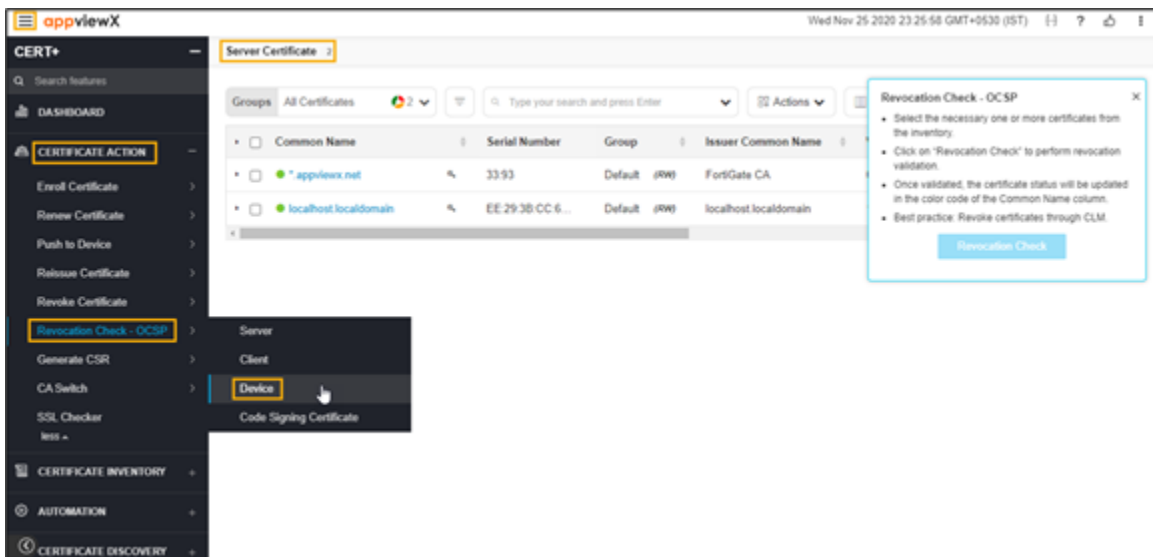 appviewX
Wed Nov 25 2020 23:25:58 GMT+0530 (IST)
?
CERT+
Search features
DASHBOARD
CERTIFICATE ACTION
Enroll Certificate
Renew Certificate
Push to Device
Reissue Certificate
Revoke Certificate
Revocation Check - OCSP
Generate CSR
CA Switch
SSL Checker
less
CERTIFICATE INVENTORY
AUTOMATION
CERTIFICATE DISCOVERY
Server
Client
Device
Code Signing Certificate
Server Certificate 2
Groups All Certificates 2 Type your search and press Enter Actions
Common Name Serial Number Group Issuer Common Name
*.appviewx.net 33:93 Default (RW) FortiGate CA
localhost.localdomain EE:29:3B:CC:6... Default (RW) localhost.localdomain
Revocation Check - OCSP
• Select the necessary one or more certificates from
the inventory.
• Click on "Revocation Check" to perform revocation
validation.
• Once validated, the certificate status will be updated
in the color code of the Common Name column.
• Best practice: Revoke certificates through CLM.
Revocation Check